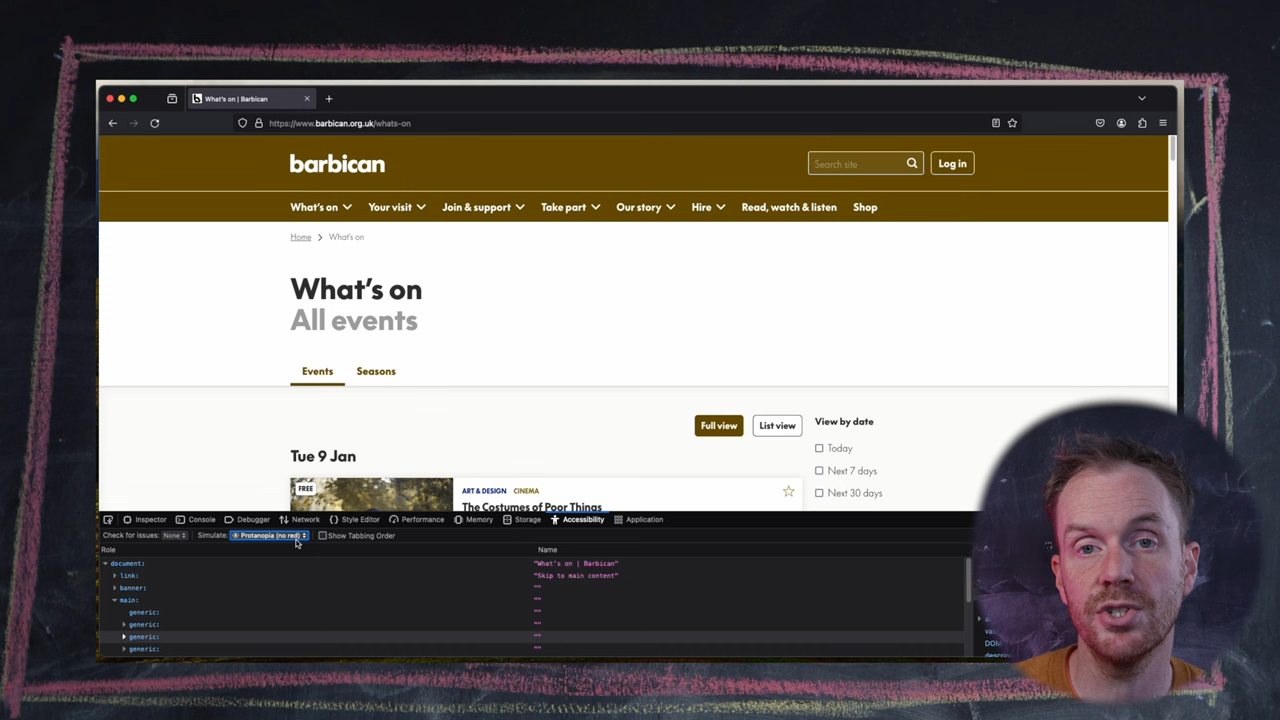 What's on | Barbican
https://www.barbican.org.uk/whats-on
barbican
Search site
Log in
What's on Your visit Join & support Take part Our story Hire Read, watch & listen Shop
Home What's on
What's on
All events
Events Seasons
Full view List view View by date
Today
Tue 9 Jan
Next 7 days
FREE ART & DESIGN CINEMA Next 30 days
The Costumes of Poor Things
Inspector Console Debugger Network Style Editor Performance Memory Storage Accessibility Application
Check for issues: None Simulate: Protanopia (no red) Show Tabbing Order
Role Name
document: "What's on | Barbican"
link: "Skip to main content"
banner: ""
main: ""
generic: ""
generic: ""
generic: ""
generic: ""
DOM